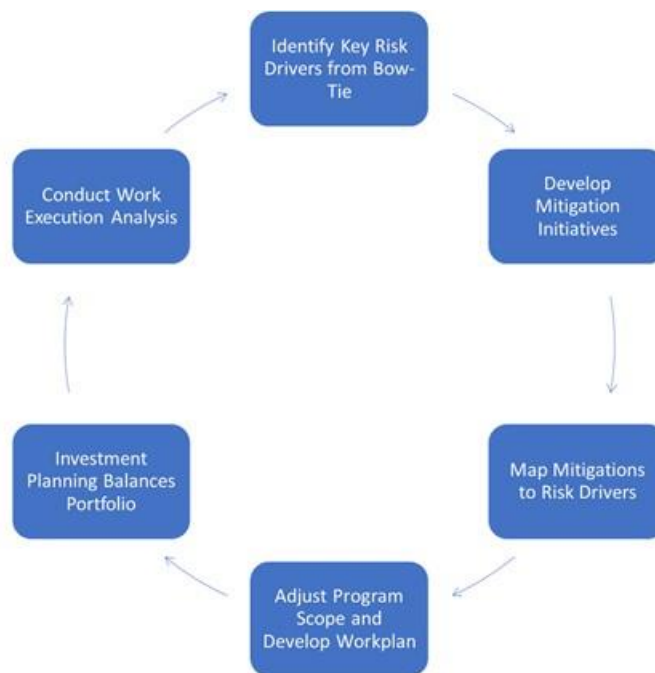 Identify Key Risk
Drivers from Bow-
Tie
Develop
Mitigation
Initiatives
Map Mitigations
to Risk Drivers
Adjust Program
Scope and
Develop Workplan
Investment
Planning Balances
Portfolio
Conduct Work
Execution Analysis